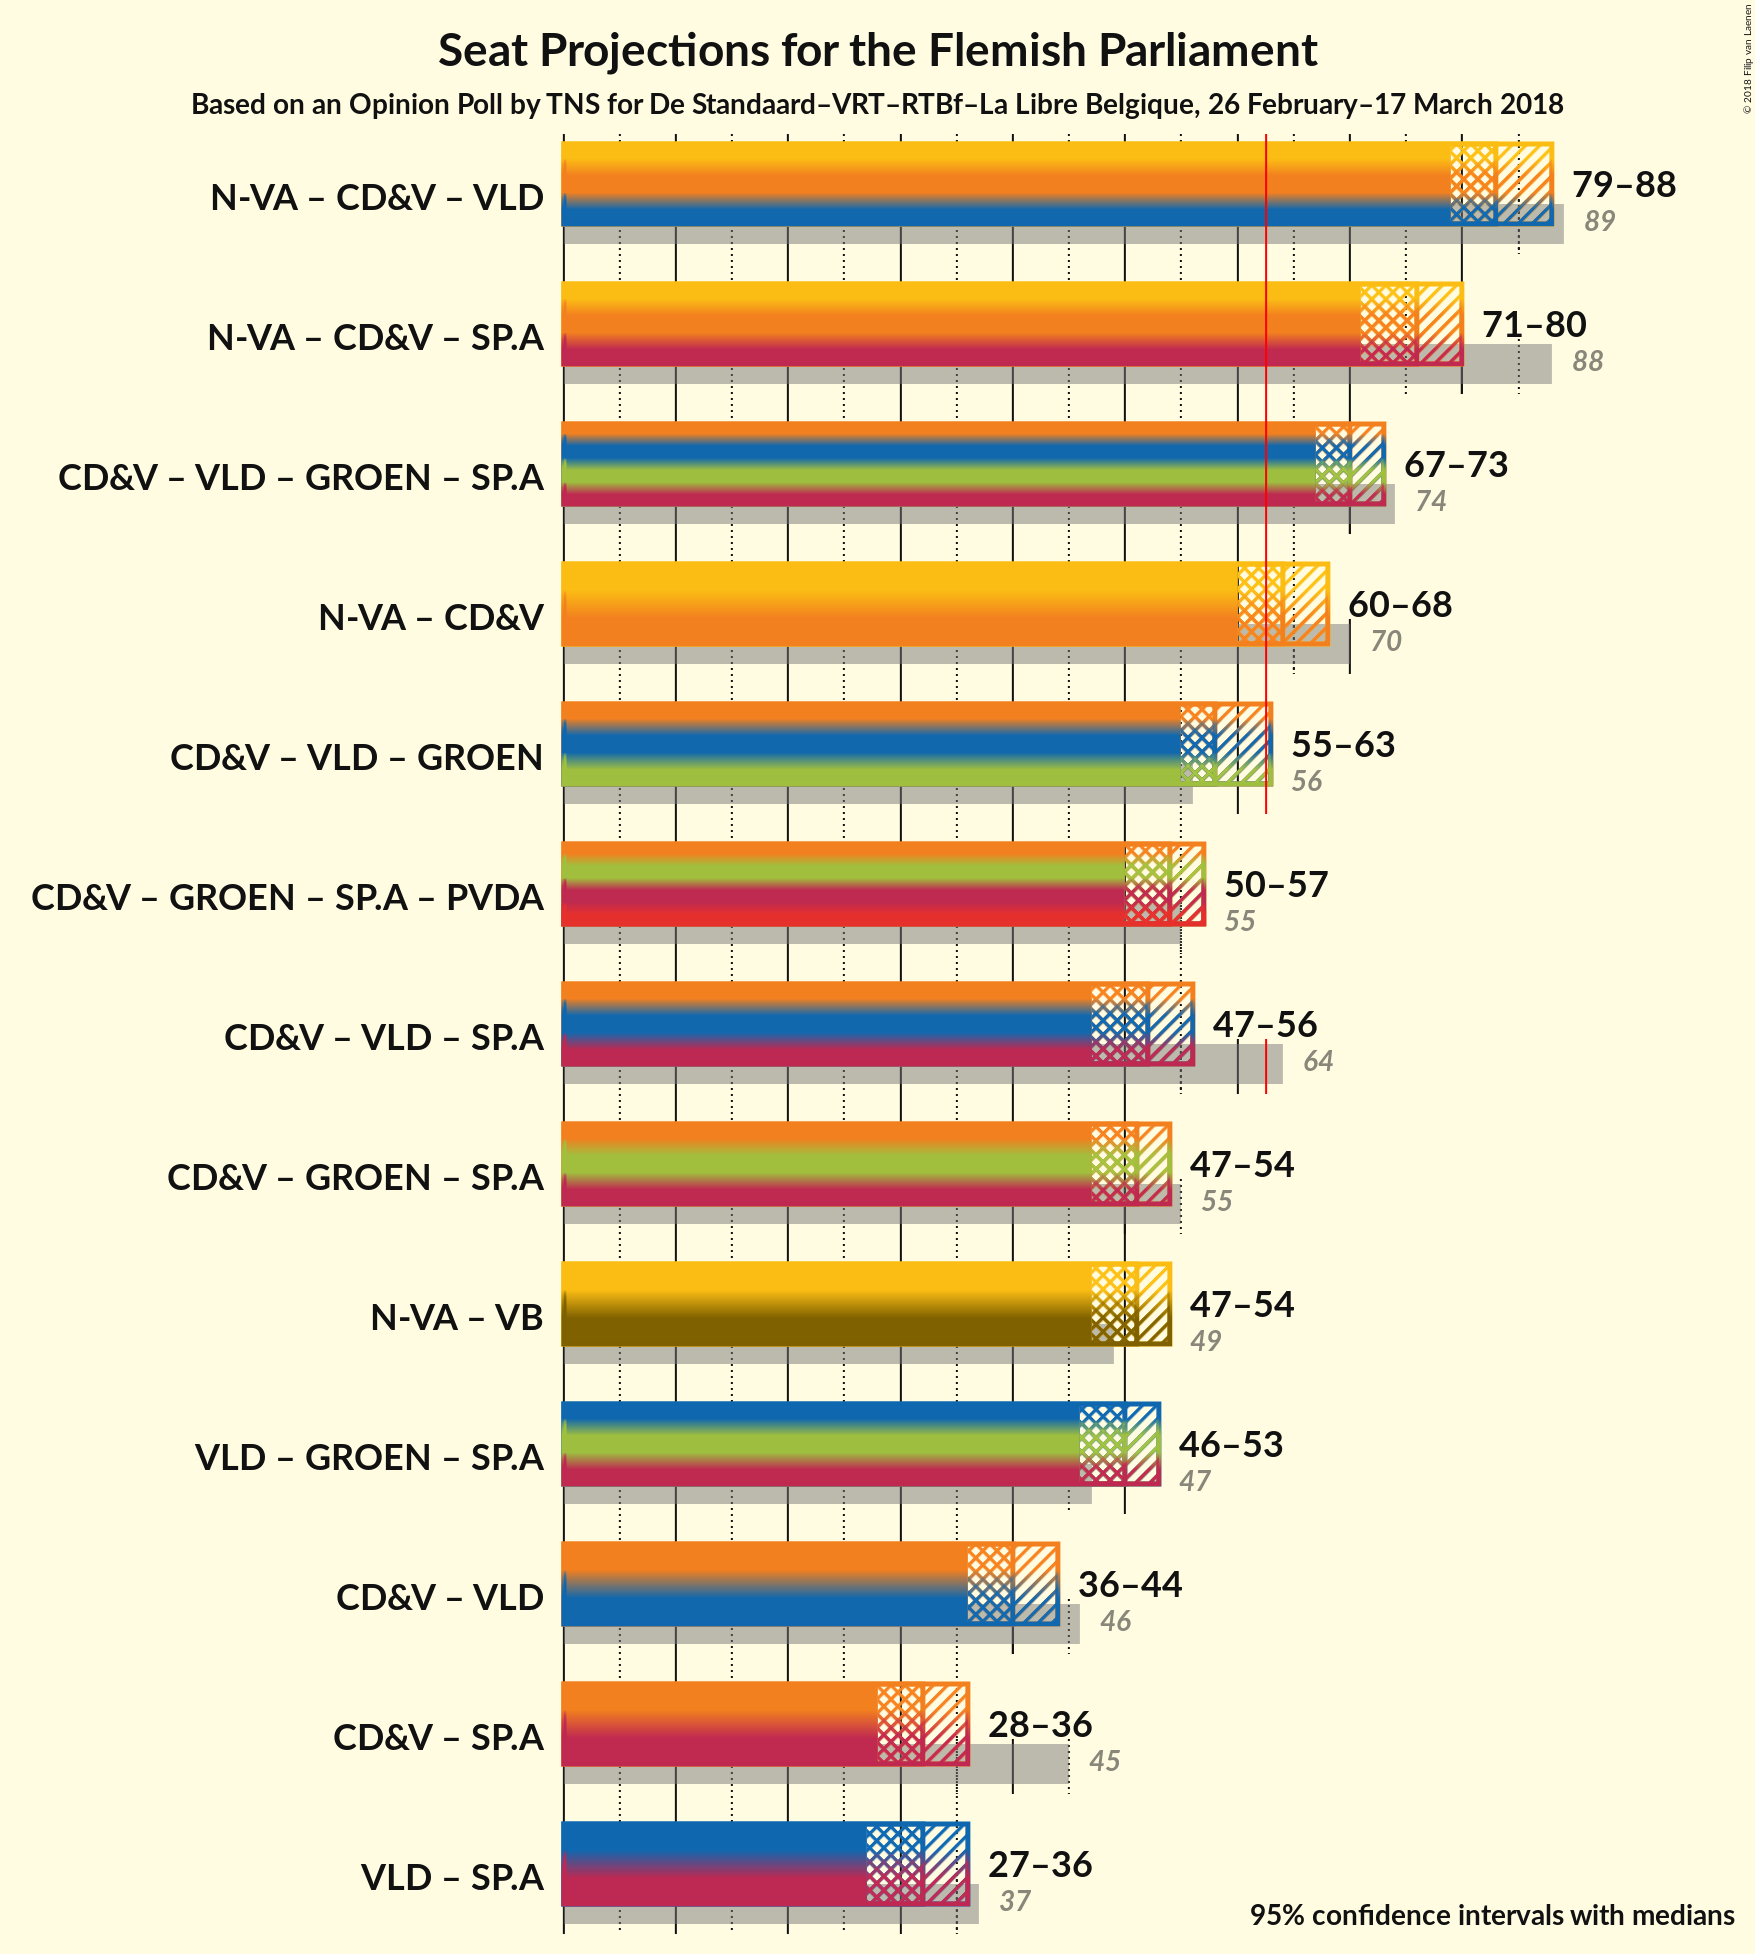 Seat Projections for the Flemish Parliament
Based on an Opinion Poll by TNS for De Standaard–VRT–RTBf–La Libre Belgique, 26 February–17 March 2018
© 2018 Filip van Laenen
N-VA – CD&V – VLD
79–88
89
N-VA – CD&V – SP.A
71–80
88
CD&V – VLD – GROEN – SP.A
67–73
74
N-VA – CD&V
60–68
70
CD&V – VLD – GROEN
55–63
56
CD&V – GROEN – SP.A – PVDA
50–57
55
CD&V – VLD – SP.A
47–56
64
CD&V – GROEN – SP.A
47–54
55
N-VA – VB
47–54
49
VLD – GROEN – SP.A
46–53
47
CD&V – VLD
36–44
46
CD&V – SP.A
28–36
45
VLD – SP.A
27–36
37
95% confidence intervals with medians